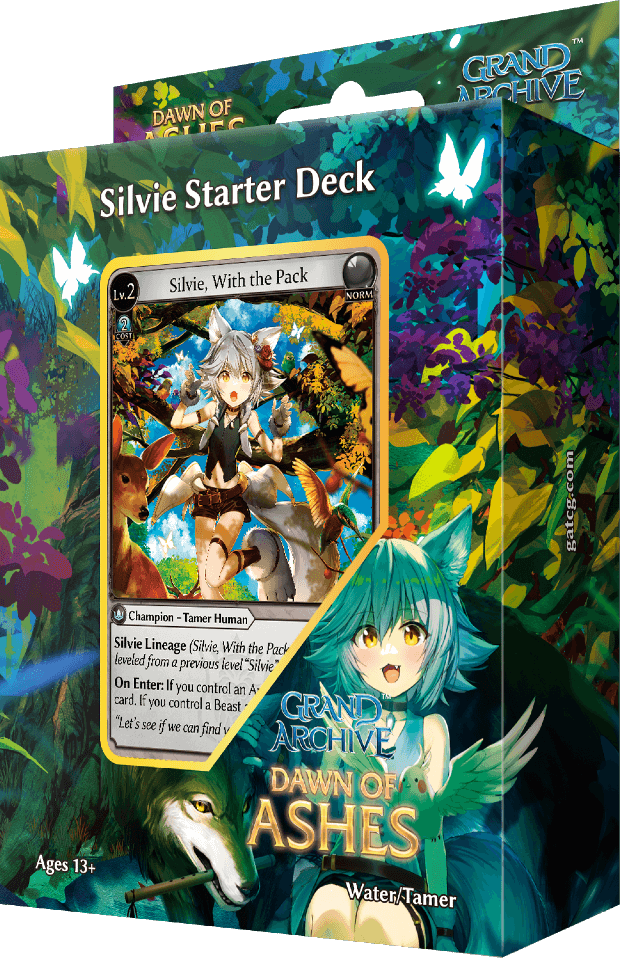 DAWN OF
ASHES
GRAND
ARCHIVE
™
Silvie Starter Deck
Lv.2
Silvie, With the Pack
NORM
2
COST
gatcg.com
Champion – Tamer Human
Silvie Lineage (Silvie, With the Pack
leveled from a previous level “Silvie”
On Enter: If you control an
card. If you control a Beast
“Let's see if we can find
GRAND
ARCHIVE
™
DAWN OF
ASHES
Ages 13+
Water/Tamer